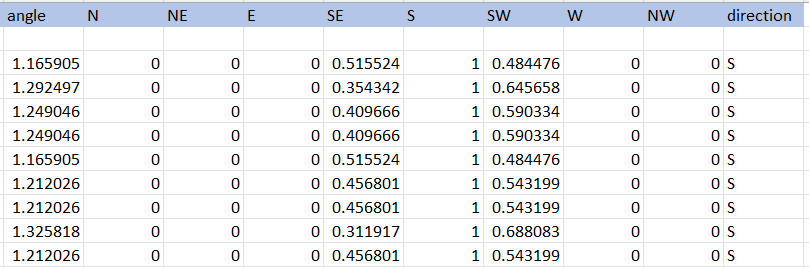 angle N NE E SE S SW W NW direction
1.165905 0 0 0 0.515524 1 0.484476 0 0 S
1.292497 0 0 0 0.354342 1 0.645658 0 0 S
1.249046 0 0 0 0.409666 1 0.590334 0 0 S
1.249046 0 0 0 0.409666 1 0.590334 0 0 S
1.165905 0 0 0 0.515524 1 0.484476 0 0 S
1.212026 0 0 0 0.456801 1 0.543199 0 0 S
1.212026 0 0 0 0.456801 1 0.543199 0 0 S
1.325818 0 0 0 0.311917 1 0.688083 0 0 S
1.212026 0 0 0 0.456801 1 0.543199 0 0 S